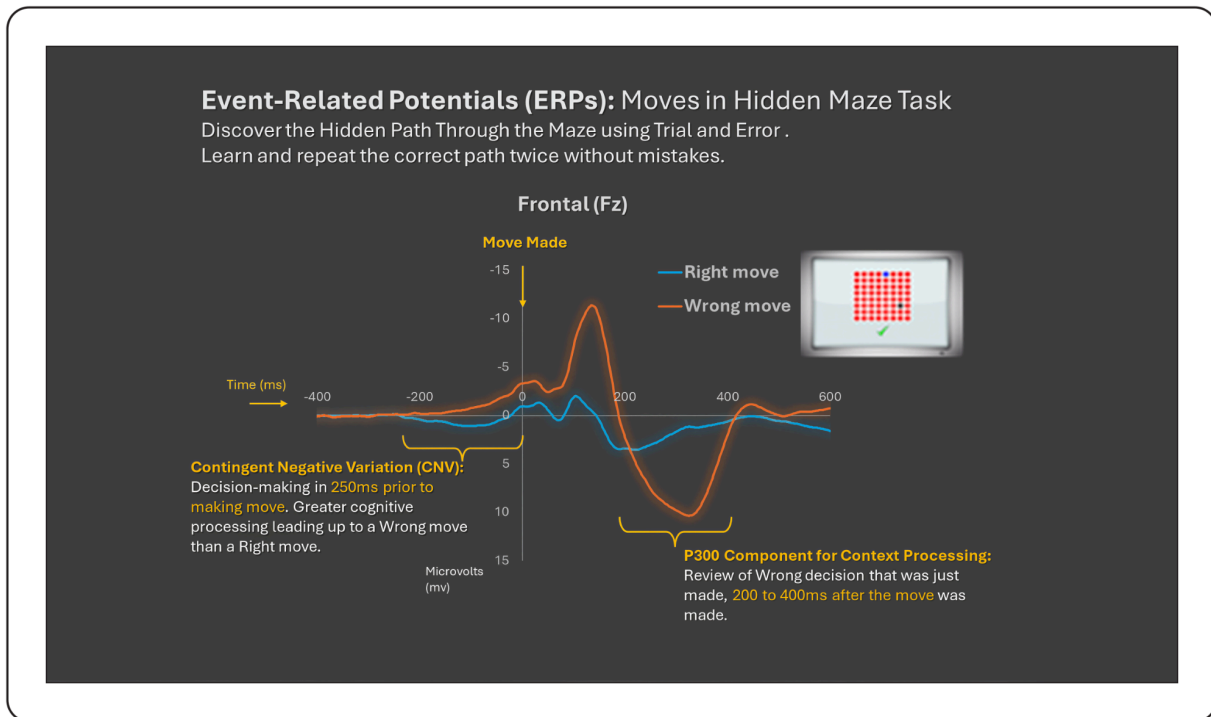 Event-Related Potentials (ERPs): Moves in Hidden Maze Task
Discover the Hidden Path Through the Maze using Trial and Error .
Learn and repeat the correct path twice without mistakes.
Frontal (Fz)
Move Made
-15
Right move
Wrong move
-10
-5
Time (ms)
-400
-200
0
200
400
600
0
5
10
15
Contingent Negative Variation (CNV):
Decision-making in 250ms prior to
making move. Greater cognitive
processing leading up to a Wrong move
than a Right move.
Microvolts
(mv)
P300 Component for Context Processing:
Review of Wrong decision that was just
made, 200 to 400ms after the move was
made.